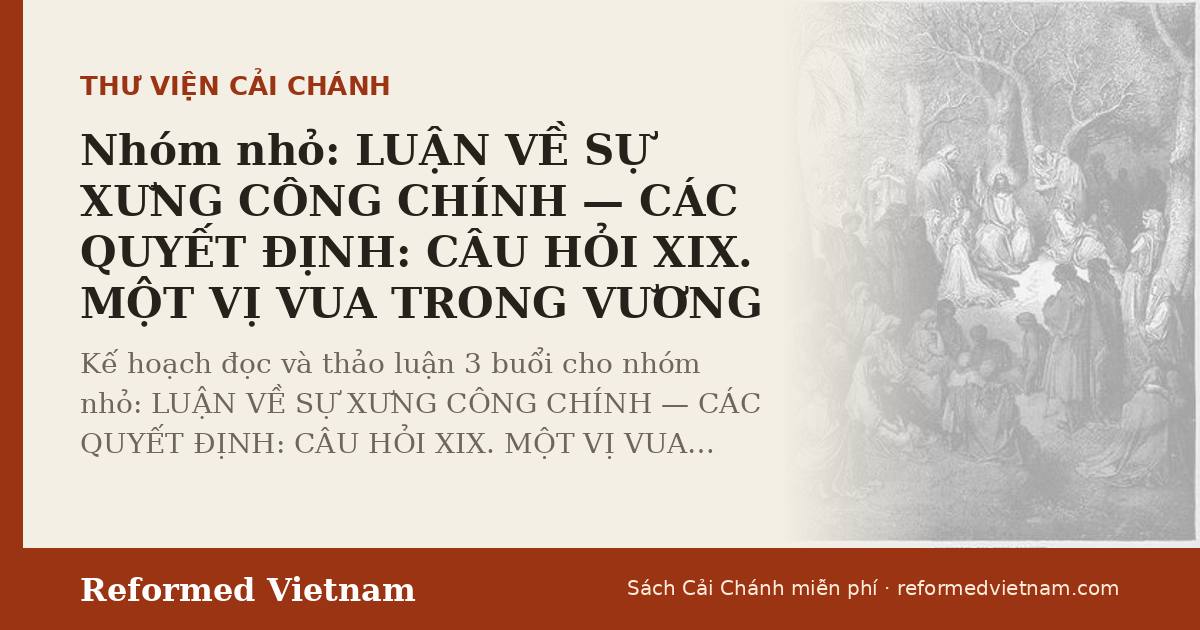 THƯ VIỆN CẢI CHÁNH
Nhóm nhỏ: LUẬN VỀ SỰ
XƯNG CÔNG CHÍNH — CÁC
QUYẾT ĐỊNH: CÂU HỎI XIX.
MỘT VỊ VUA TRONG VƯƠNG
Kế hoạch đọc và thảo luận 3 buổi cho nhóm
nhỏ: LUẬN VỀ SỰ XƯNG CÔNG CHÍNH — CÁC
QUYẾT ĐỊNH: CÂU HỎI XIX. MỘT VỊ VUA...
Reformed Vietnam
Sách Cải Chánh miễn phí · reformedvietnam.com